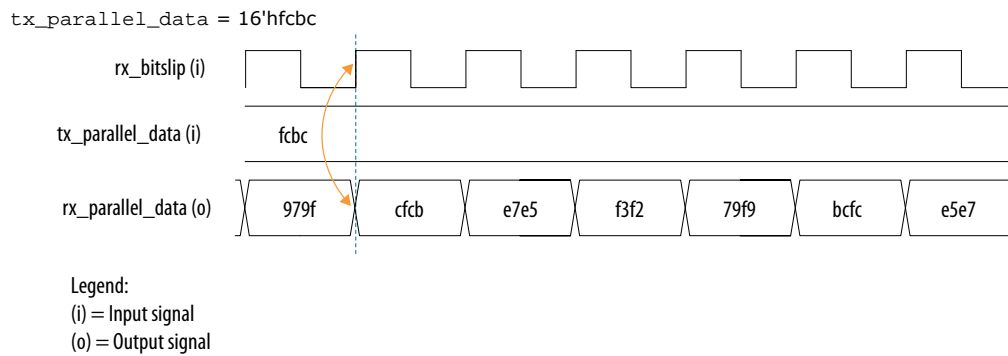 tx_parallel_data = 16'hfcbc
rx_bitslip (i)
tx_parallel_data (i) fcbc
rx_parallel_data (o) 979f cfcb e7e5 f3f2 79f9 bcfc e5e7
Legend:
(i) = Input signal
(o) = Output signal